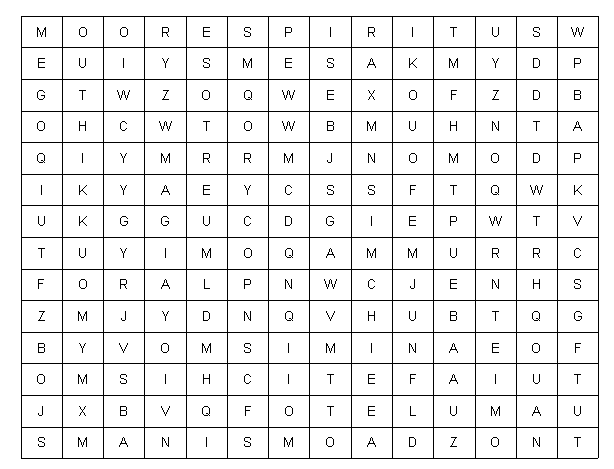 M O O R E S P I R I T U S W
E U I Y S M E S A K M Y D P
G T W Z O Q W E X O F Z D B
O H C W T O W B M U H N T A
Q I Y M R R M J N O M O D P
I K Y A E Y C S S F T Q W K
U K G G U C D G I E P W T V
T U Y I M O Q A M M U R R C
F O R A L P N W C J E N H S
Z M J Y D N Q V H U B T Q G
B Y V O M S I M I N A E O F
O M S I H C I T E F A I U T
J X B V Q F O T E L U M A U
S M A N I S M O A D Z O N T